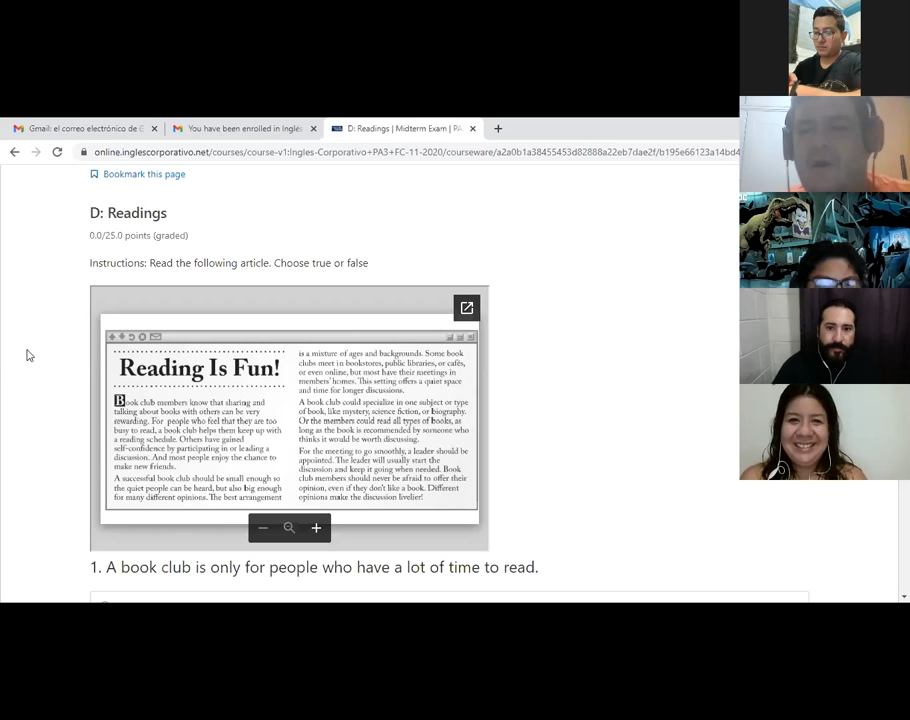 Gmail: el correo electrónico de G
You have been enrolled in Inglés
D: Readings | Midterm Exam | PA
online.inglescorporativo.net/courses/course-v1:Ingles-Corporativo+PA3+FC-11-2020/courseware/a2a0b1a38455453d82888a22eb7dae2f/b195e66123a14bd4
Bookmark this page
D: Readings
0.0/25.0 points (graded)
Instructions: Read the following article. Choose true or false
Reading Is Fun!
Book club members know that sharing and
talking about books with others can be very
rewarding. For people who feel that they are too
busy to read, a book club helps them keep up with
a reading schedule. Others have gained
self-confidence by participating in or leading a
discussion. And most people enjoy the chance to
make new friends.
A successful book club should be small enough so
the quiet people can be heard, but also big enough
for many different opinions. The best arrangement
is a mixture of ages and backgrounds. Some book
clubs meet in bookstores, public libraries, or cafés,
or even online, but most have their meetings in
members' homes. This setting offers a quiet space
and time for longer discussions.
A book club could specialize in one subject or type
of book, like mystery, science fiction, or biography.
Or the members could read all types of books, as
long as the book is recommended by someone who
thinks it would be worth discussing.
For the meeting to go smoothly, a leader should be
appointed. The leader will usually start the
discussion and keep it going when needed. Book
club members should never be afraid to offer their
opinion, even if they don't like a book. Different
opinions make the discussion livelier!
1. A book club is only for people who have a lot of time to read.